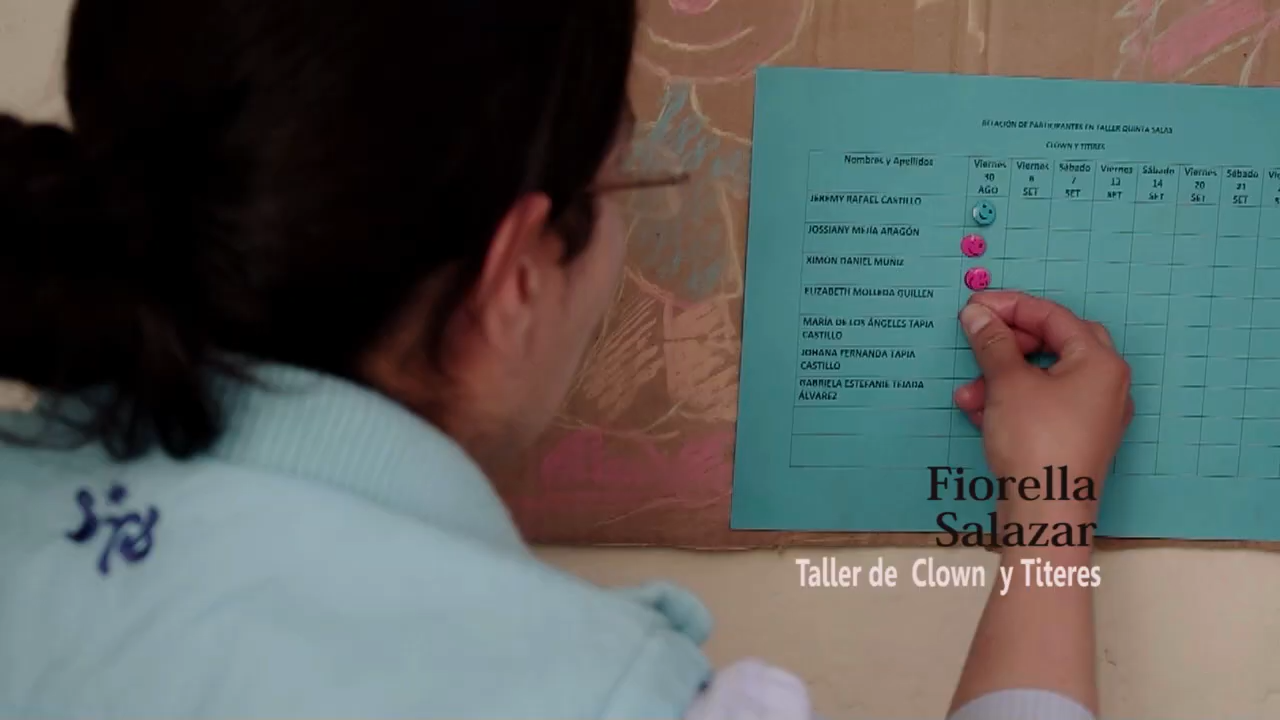 RELACIÓN DE PARTICIPANTES EN TALLER QUINTA SALAS
CLOWN Y TITERES
Nombres y Apellidos Viernes 30 AGO Viernes 6 SET Sábado 7 SET Viernes 13 SET Sábado 14 SET Viernes 20 SET Sábado 21 SET
JEREMY RAFAEL CASTILLO
JOSSIANY MEJÍA ARAGÓN
XIMON DANIEL MUÑIZ
ELIZABETH MOLLEDA GUILLEN
MARÍA DE LOS ÁNGELES TAPIA
CASTILLO
JOHANA FERNANDA TAPIA
CASTILLO
GABRIELA ESTEFANIE TEJADA
ÁLVAREZ
Fiorella
Salazar
Taller de Clown y Titeres